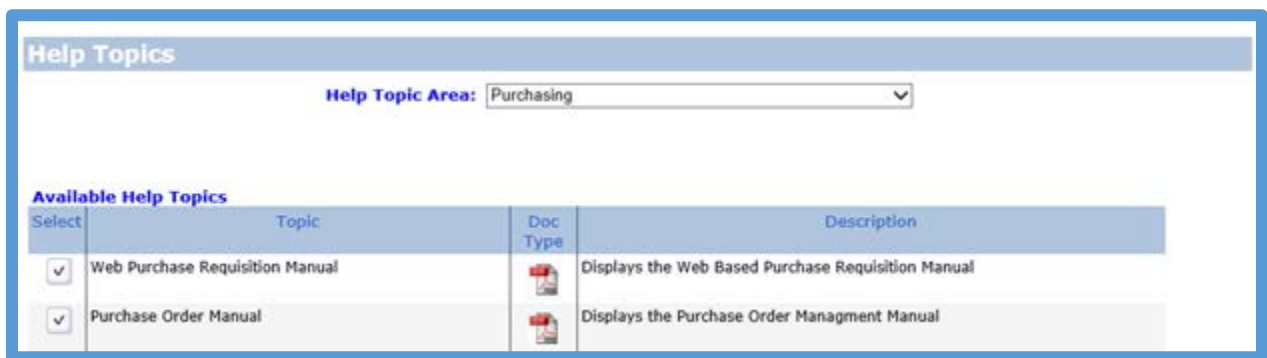 Help Topics
Help Topic Area: Purchasing
Available Help Topics
Select Topic Doc Type Description
Web Purchase Requisition Manual Displays the Web Based Purchase Requisition Manual
Purchase Order Manual Displays the Purchase Order Managment Manual